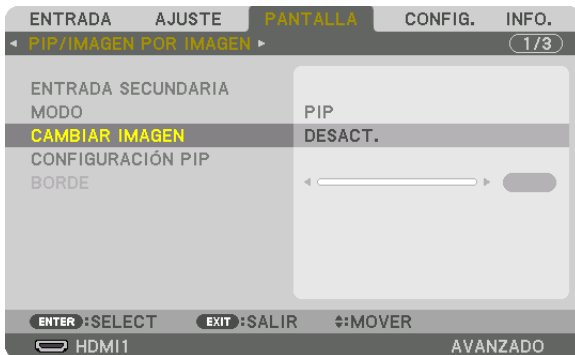 ENTRADA AJUSTE PANTALLA CONFIG. INFO.
PIP/IMAGEN POR IMAGEN 1/3
ENTRADA SECUNDARIA
MODO PIP
CAMBIAR IMAGEN DESACT.
CONFIGURACIÓN PIP
BORDE
ENTER :SELECT EXIT :SALIR :MOVER
HDMI1 AVANZADO